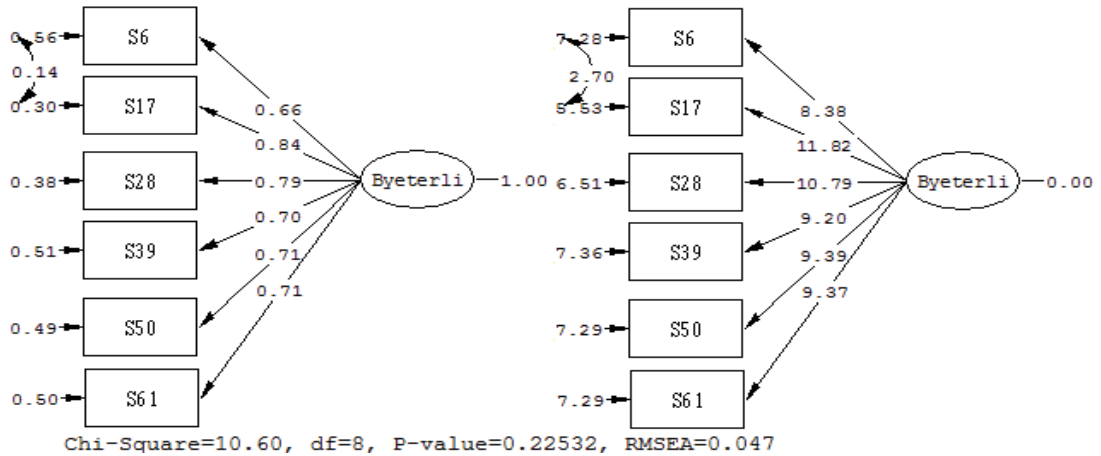 0.56 S6 7.28 S6
0.14 2.70
0.30 S17 0.66 5.53 S17 8.38
0.84 11.82
0.38 S28 0.79 Byeterli 1.00 6.51 S28 10.79 Byeterli 0.00
0.70 9.20
0.51 S39 0.71 7.36 S39 9.39
0.71 9.37
0.49 S50 7.29 S50
0.50 S61 7.29 S61
Chi-Square=10.60, df=8, P-value=0.22532, RMSEA=0.047